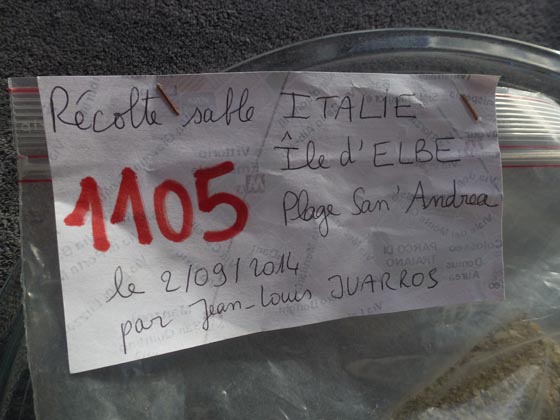 Récolte sable ITALIE
Île d'ELBE
1105
Plage San' Andrea
le 2/09/2014
par Jean-Louis JUARROS